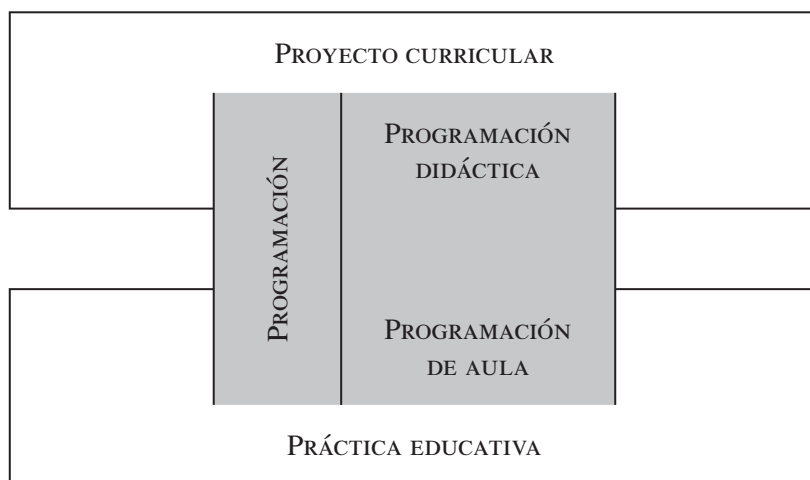 PROYECTO CURRICULAR
PROGRAMACIÓN
PROGRAMACIÓN
DIDÁCTICA
PROGRAMACIÓN
DE AULA
PRÁCTICA EDUCATIVA